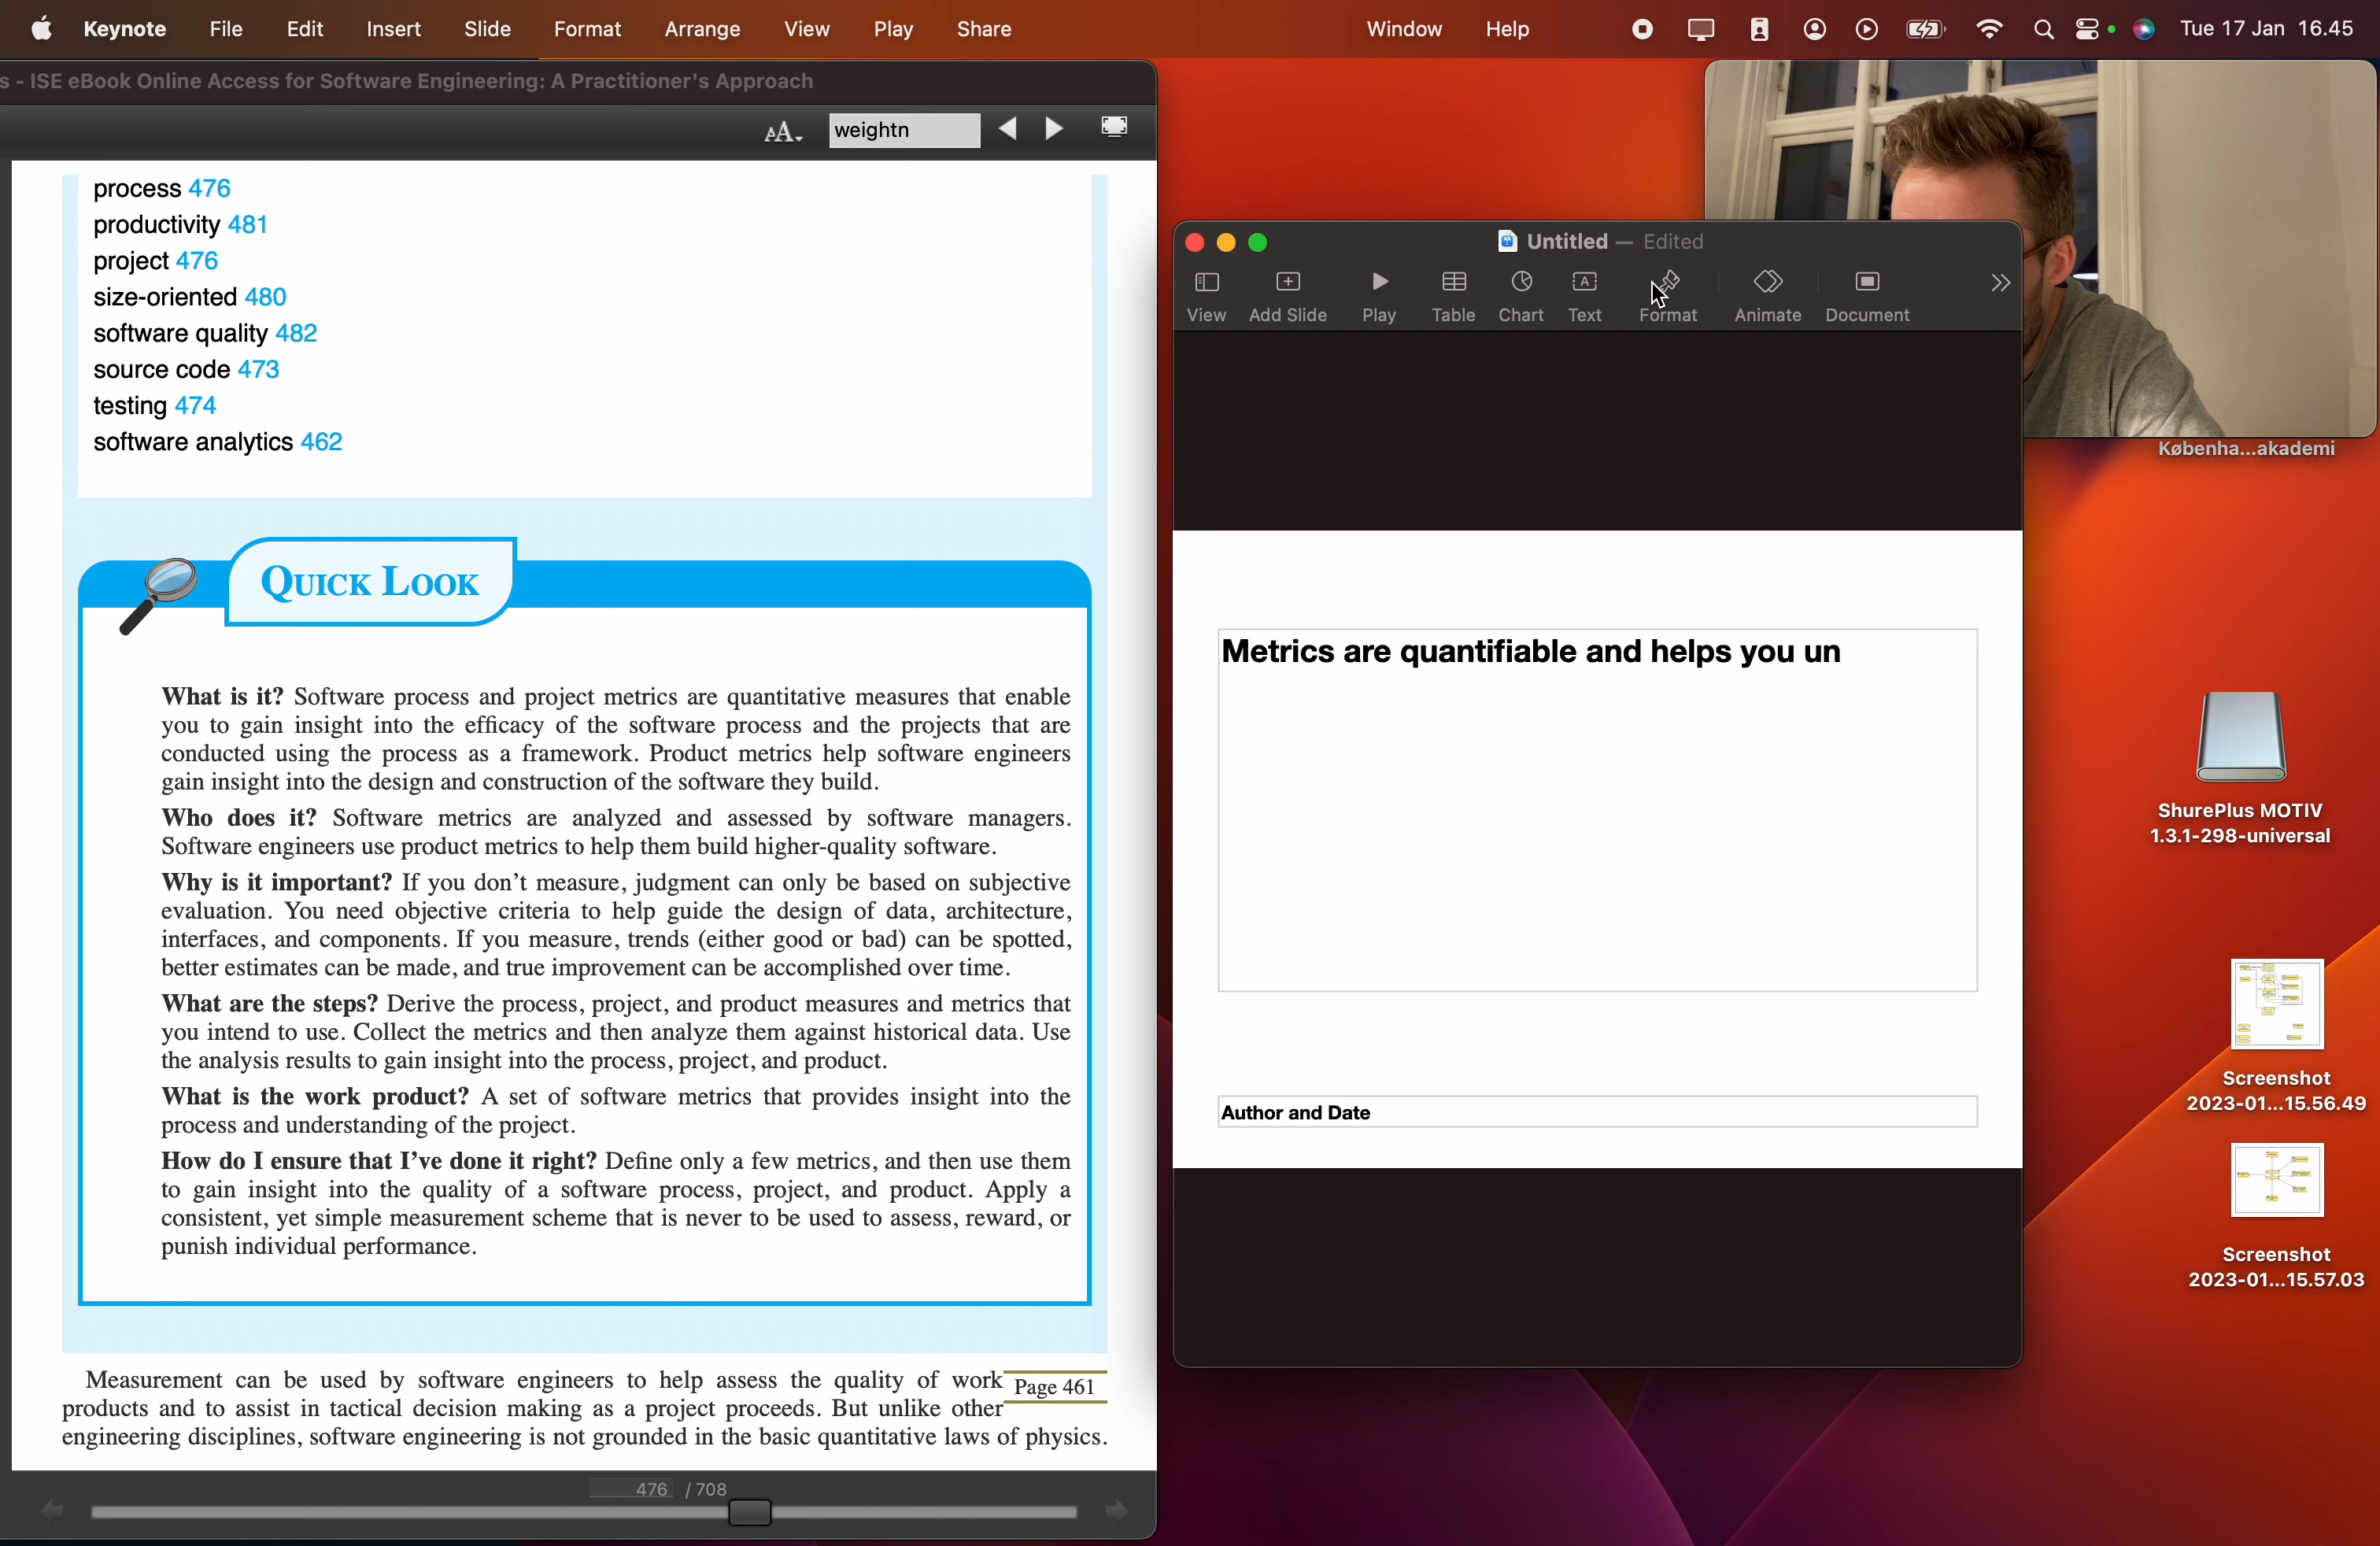 Keynote File Edit Insert Slide Format Arrange View Play Share Window Help Tue 17 Jan 16.45
s - ISE eBook Online Access for Software Engineering: A Practitioner's Approach
AA
weightn
process 476
productivity 481
project 476
size-oriented 480
software quality 482
source code 473
testing 474
software analytics 462
QUICK LOOK
What is it? Software process and project metrics are quantitative measures that enable
you to gain insight into the efficacy of the software process and the projects that are
conducted using the process as a framework. Product metrics help software engineers
gain insight into the design and construction of the software they build.
Who does it? Software metrics are analyzed and assessed by software managers.
Software engineers use product metrics to help them build higher-quality software.
Why is it important? If you don’t measure, judgment can only be based on subjective
evaluation. You need objective criteria to help guide the design of data, architecture,
interfaces, and components. If you measure, trends (either good or bad) can be spotted,
better estimates can be made, and true improvement can be accomplished over time.
What are the steps? Derive the process, project, and product measures and metrics that
you intend to use. Collect the metrics and then analyze them against historical data. Use
the analysis results to gain insight into the process, project, and product.
What is the work product? A set of software metrics that provides insight into the
process and understanding of the project.
How do I ensure that I’ve done it right? Define only a few metrics, and then use them
to gain insight into the quality of a software process, project, and product. Apply a
consistent, yet simple measurement scheme that is never to be used to assess, reward, or
punish individual performance.
Measurement can be used by software engineers to help assess the quality of work
Page 461
products and to assist in tactical decision making as a project proceeds. But unlike other
engineering disciplines, software engineering is not grounded in the basic quantitative laws of physics.
476 / 708
Untitled — Edited
View Add Slide Play Table Chart Text Format Animate Document
Metrics are quantifiable and helps you un
Author and Date
Københa...akademi
ShurePlus MOTIV
1.3.1-298-universal
Screenshot
2023-01...15.56.49
Screenshot
2023-01...15.57.03